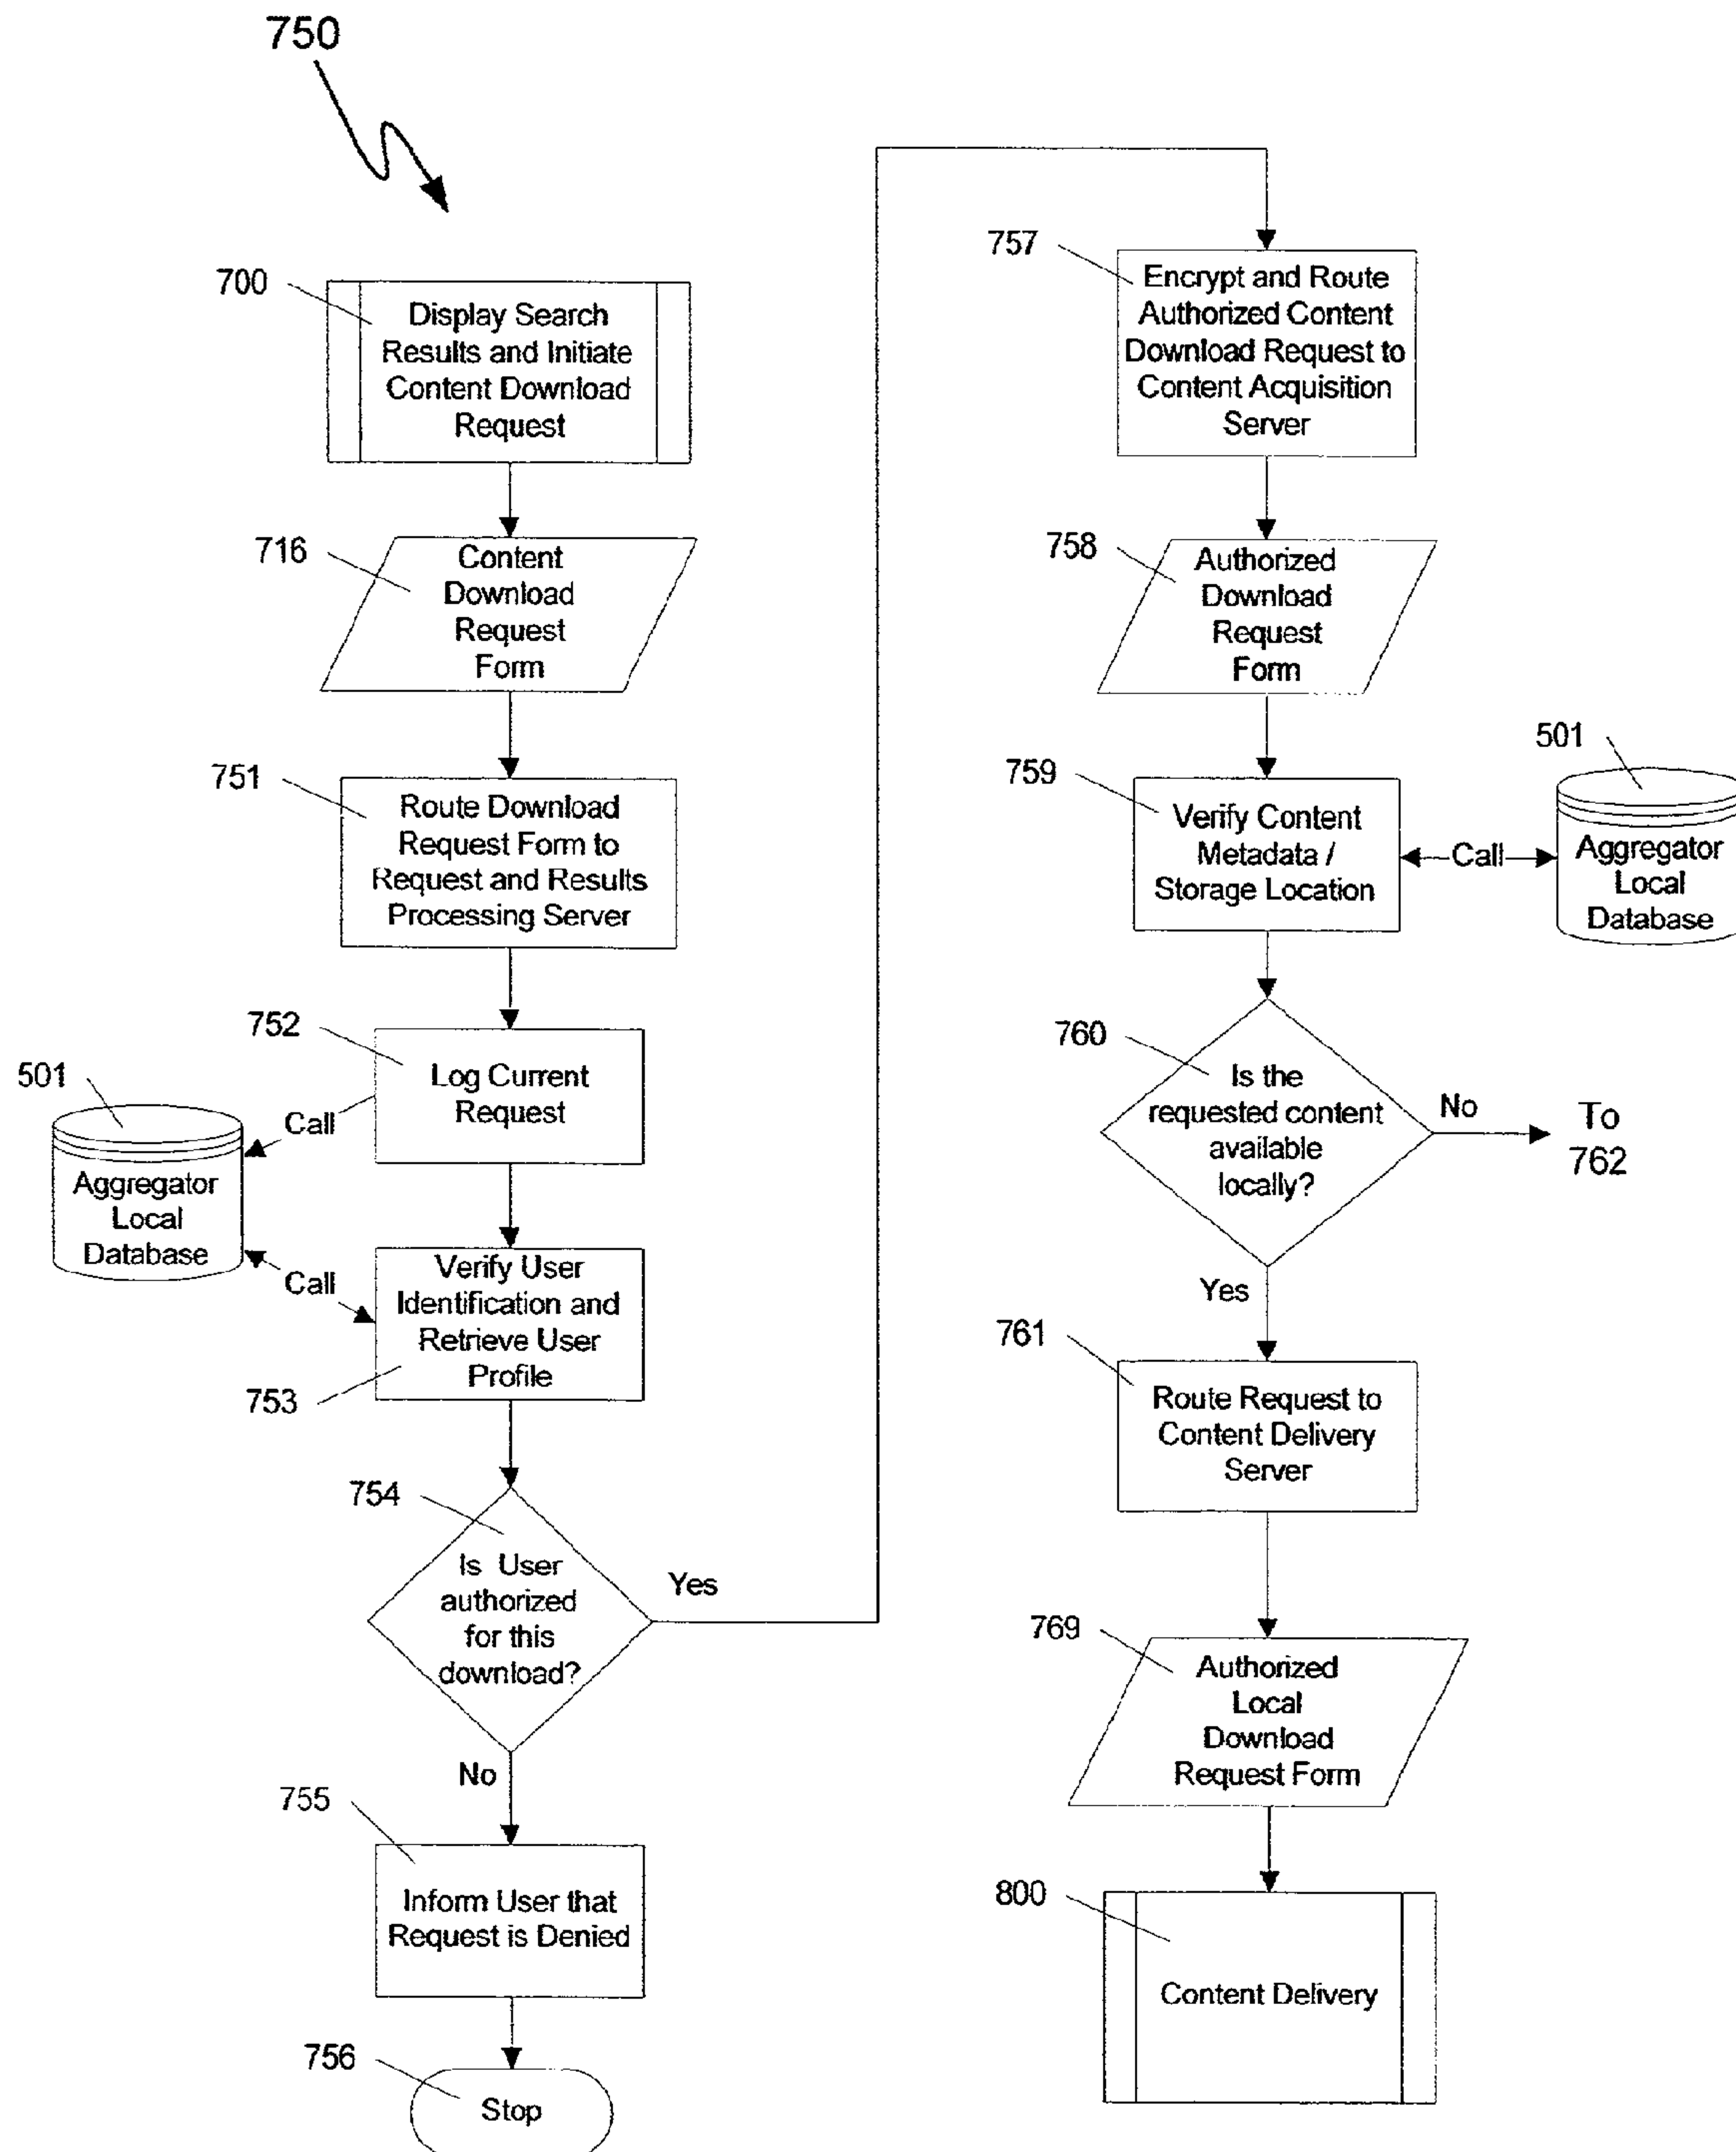 750
700
Display Search
Results and Initiate
Content Download
Request
716
Content
Download
Request
Form
751
Route Download
Request Form to
Request and Results
Processing Server
752
Log Current
Request
501
Call
Aggregator
Local
Database
Call
Verify User
Identification and
Retrieve User
Profile
753
754
Is User
authorized
for this
download?
Yes
No
755
Inform User that
Request is Denied
756
Stop
757
Encrypt and Route
Authorized Content
Download Request to
Content Acquisition
Server
758
Authorized
Download
Request
Form
759
Verify Content
Metadata /
Storage Location
Call
501
Aggregator
Local
Database
760
Is the
requested content
available
locally?
No
To
762
Yes
761
Route Request to
Content Delivery
Server
769
Authorized
Local
Download
Request Form
800
Content Delivery